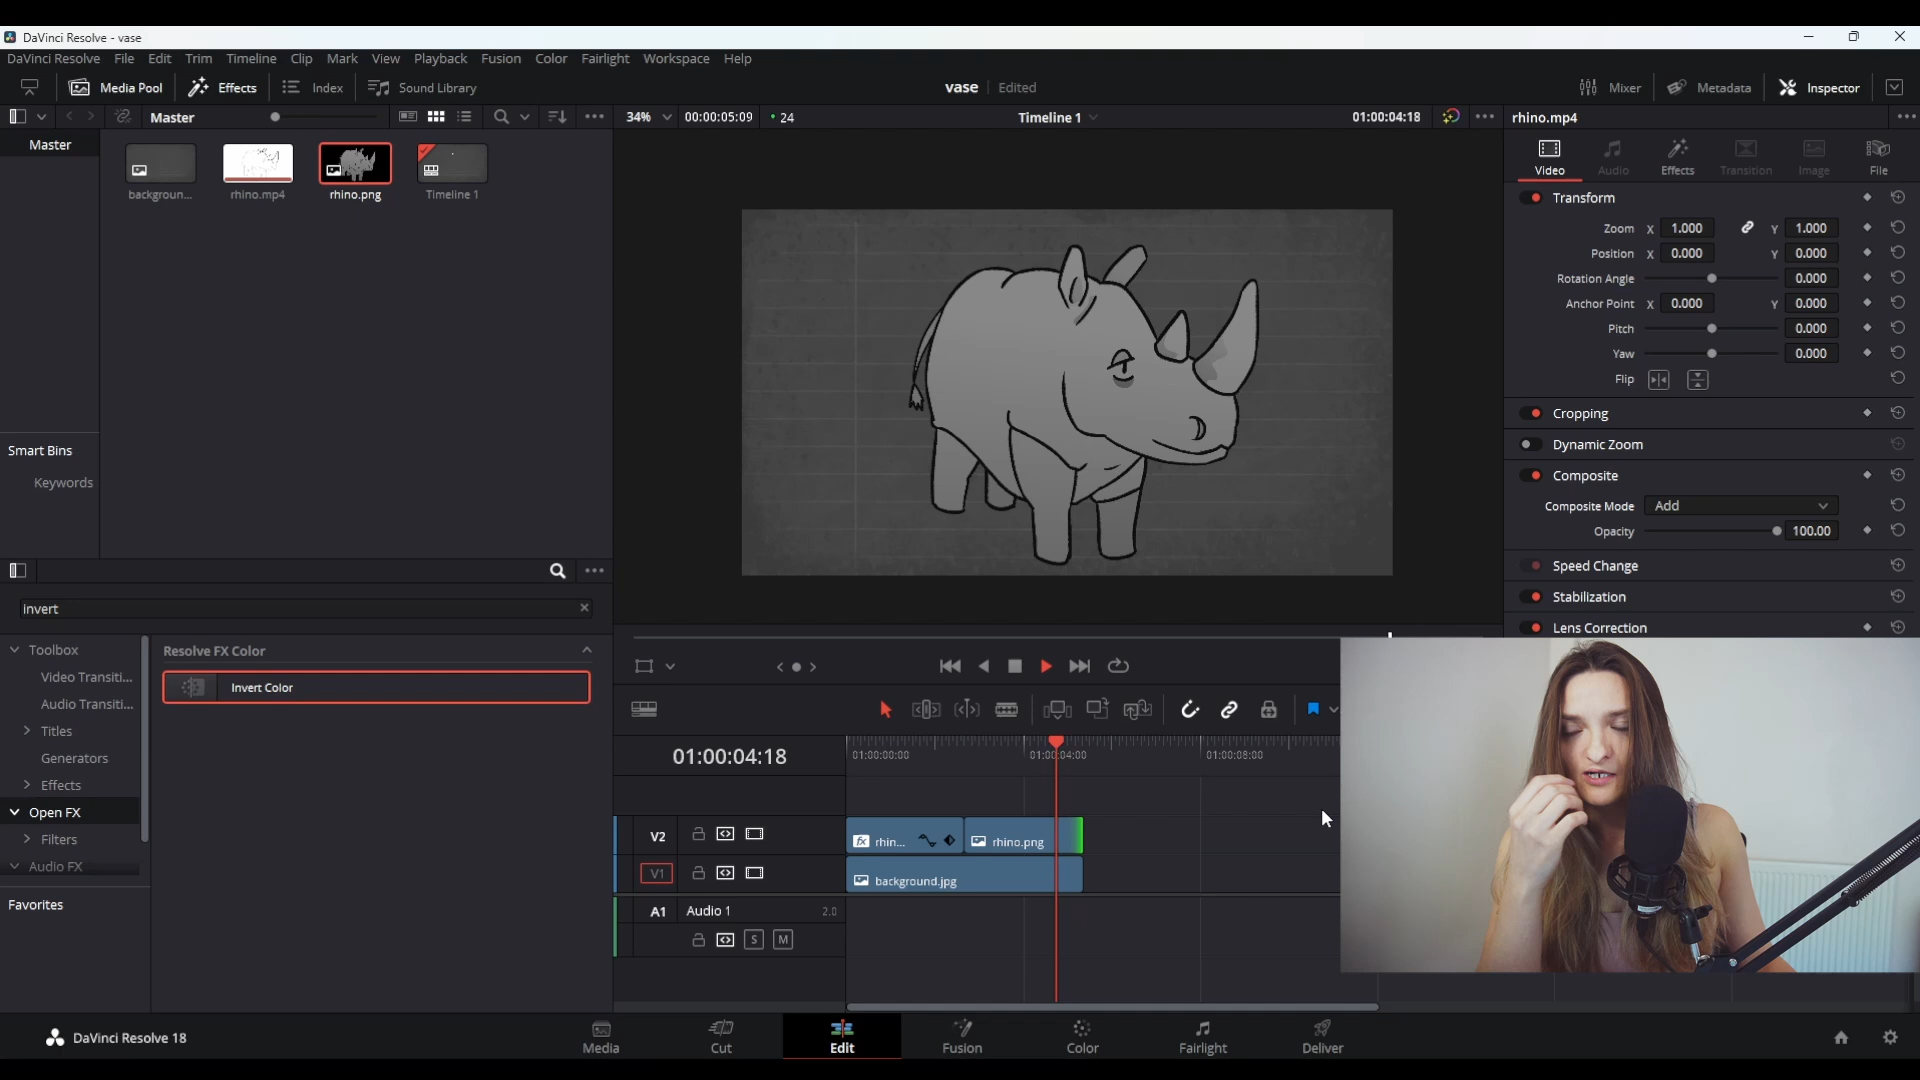 DaVinci Resolve - vase
DaVinci Resolve File Edit Trim Timeline Clip Mark View Playback Fusion Color Fairlight Workspace Help
Media Pool Effects Index Sound Library vase Edited Mixer Metadata Inspector
Master 34% 00:00:05:09 24 Timeline 1 01:00:04:18 rhino.mp4
Master
backgroun... rhino.mp4 rhino.png Timeline 1
Video Audio Effects Transition Image File
Transform
Zoom X 1.000 Y 1.000
Position X 0.000 Y 0.000
Rotation Angle 0.000
Anchor Point X 0.000 Y 0.000
Pitch 0.000
Yaw 0.000
Flip
Cropping
Dynamic Zoom
Composite
Composite Mode Add
Opacity 100.00
Speed Change
Stabilization
Lens Correction
Smart Bins
Keywords
invert
Toolbox
Video Transiti...
Audio Transiti...
Titles
Generators
Effects
Open FX
Filters
Audio FX
Favorites
Resolve FX Color
Invert Color
01:00:04:18
01:00:00:00 01:00:04:00 01:00:08:00
V2 fx rhin... rhino.png
V1 background.jpg
A1 Audio 1 2.0
S M
DaVinci Resolve 18
Media Cut Edit Fusion Color Fairlight Deliver